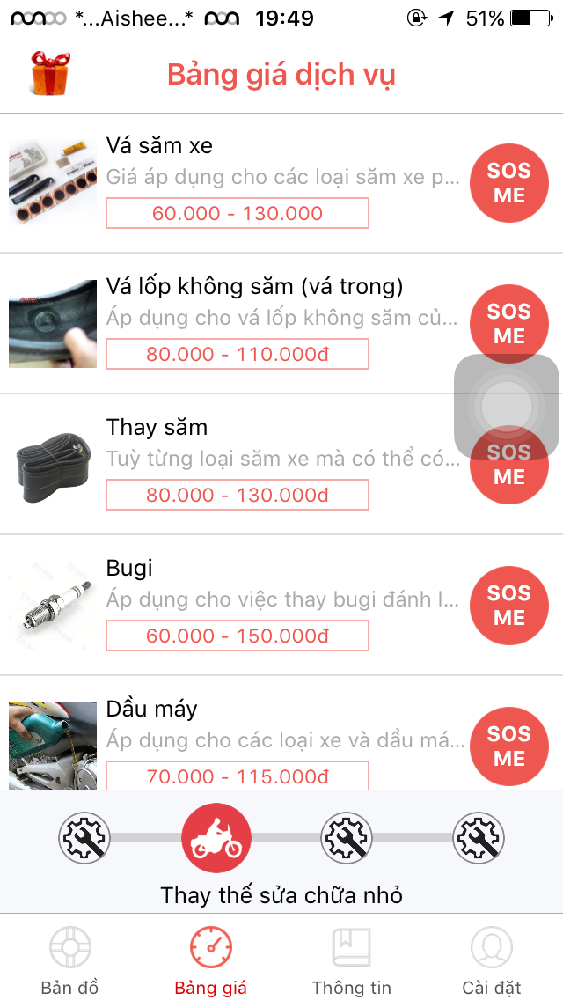 *...Aishee...* 19:49 51%
Bảng giá dịch vụ
Vá săm xe
Giá áp dụng cho các loại săm xe p...
60.000 - 130.000
SOS
ME
Vá lốp không săm (vá trong)
Áp dụng cho vá lốp không săm củ...
80.000 - 110.000đ
SOS
ME
Thay săm
Tuỳ từng loại săm xe mà có thể có...
80.000 - 130.000đ
SOS
ME
Bugi
Áp dụng cho việc thay bugi đánh l...
60.000 - 150.000đ
SOS
ME
Dầu máy
Áp dụng cho các loại xe và dầu má...
70.000 - 115.000đ
SOS
ME
Thay thế sửa chữa nhỏ
Bản đồ
Bảng giá
Thông tin
Cài đặt